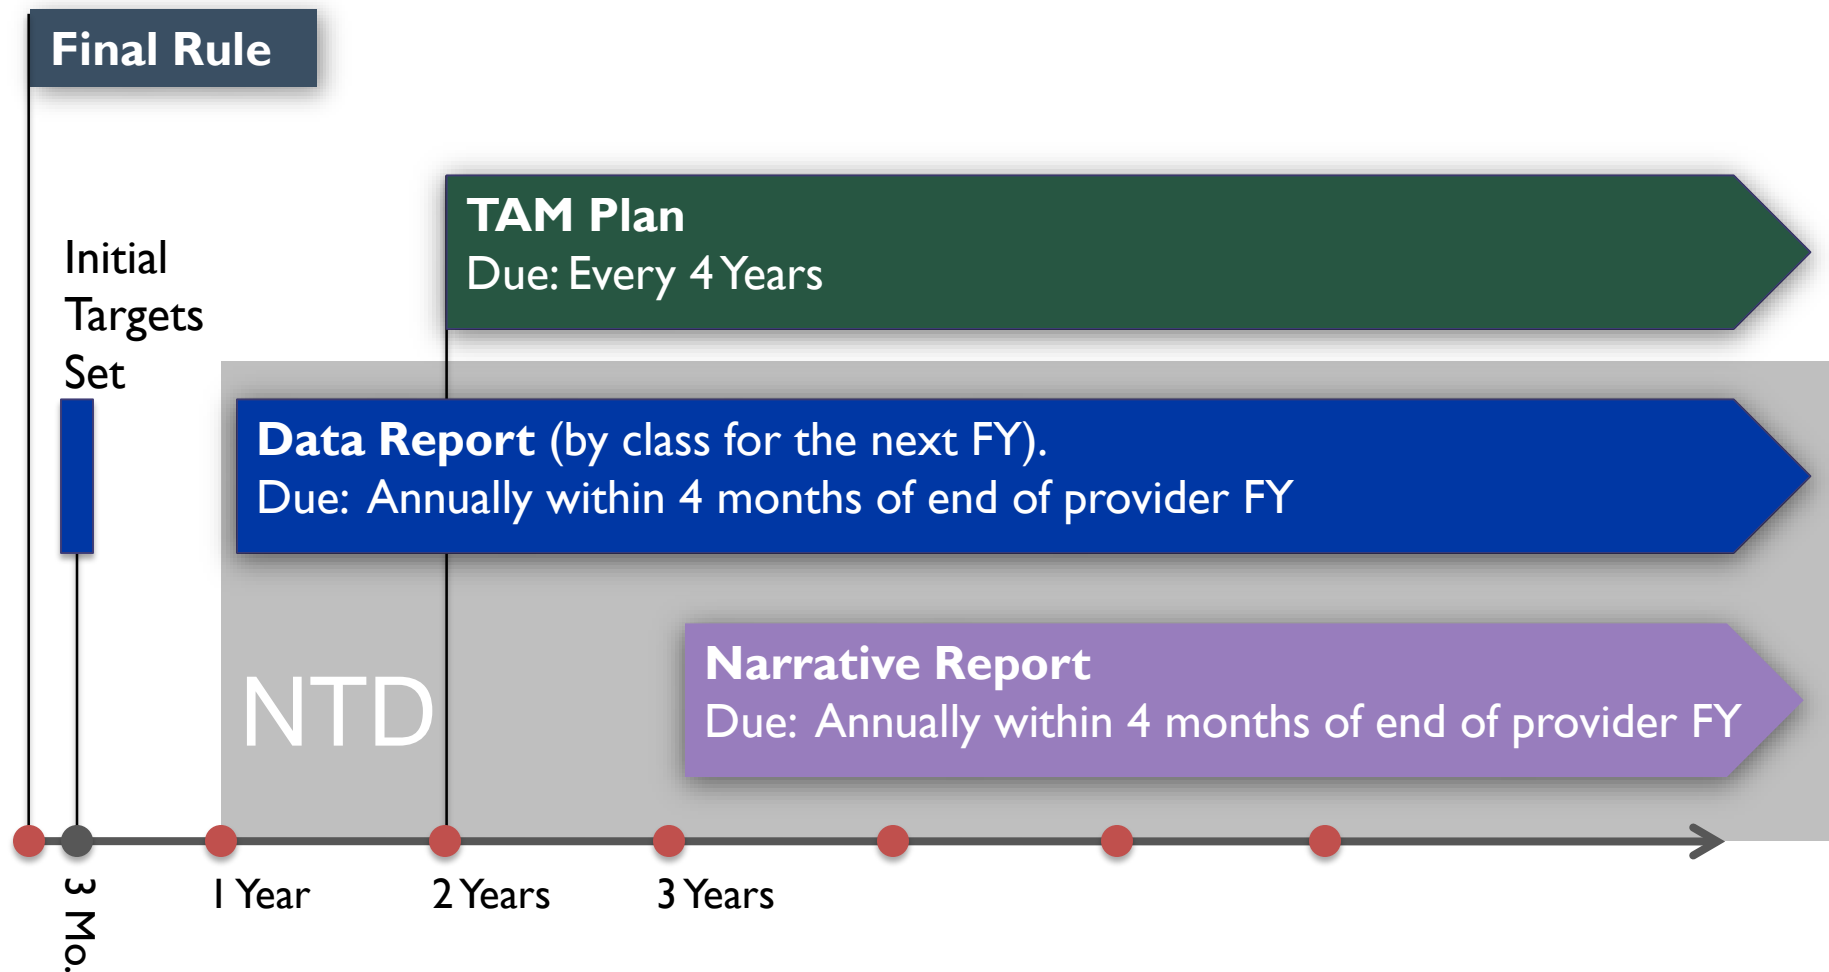 Final Rule
TAM Plan
Due: Every 4 Years
Initial
Targets
Set
Data Report (by class for the next FY).
Due: Annually within 4 months of end of provider FY
NTD
Narrative Report
Due: Annually within 4 months of end of provider FY
3 Mo.
1 Year
2 Years
3 Years